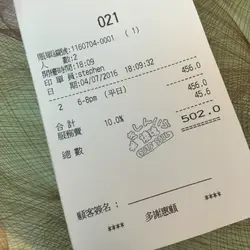 021
賬單編號:1160704-0001 (1)
人 數:2
開檯時間:18:09
印單員:stephen
日 期:04/07/2016 18:09:32
2 6-8pm (平日) 456.0
合計 456.0
服務費 10.0% 45.6
總數 502.0
顧客簽名:
**** 多謝惠顧 ****